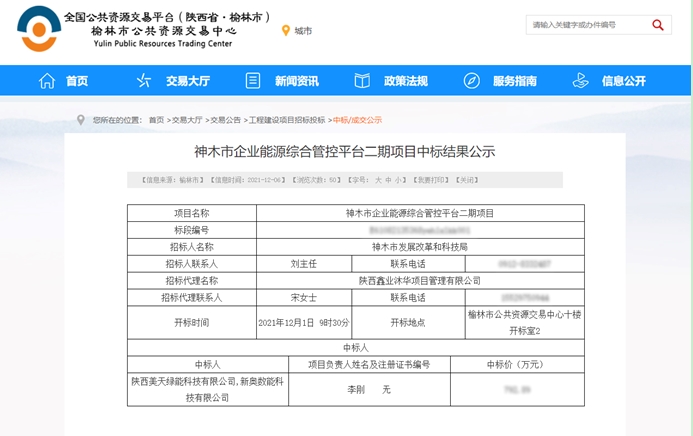 全国公共资源交易平台（陕西省·榆林市）
榆林市公共资源交易中心
Yulin Public Resources Trading Center
城市
请输入关键字或办件编号
首页 交易大厅 新闻资讯 政策法规 服务指南 信息公开
您所在的位置： 首页 >交易大厅 >交易公告 >工程建设项目招标投标 >中标/成交公示
神木市企业能源综合管控平台二期项目中标结果公示
【信息来源：榆林市】 【信息时间：2021-12-06】 【浏览次数：50】 【字号： 大 中 小】 【我要打印】 【关闭】
项目名称 神木市企业能源综合管控平台二期项目
标段编号
招标人名称 神木市发展改革和科技局
招标人联系人 刘主任 联系电话
招标代理名称 陕西鑫业沐华项目管理有限公司
招标代理联系人 宋女士 联系电话
开标时间 2021年12月1日 9时30分 开标地点 榆林市公共资源交易中心十楼
开标室2
中标人
中标人 项目负责人姓名及注册证书编号 中标价（万元）
陕西美天绿能科技有限公司,新奥数能科
技有限公司 李刚 无